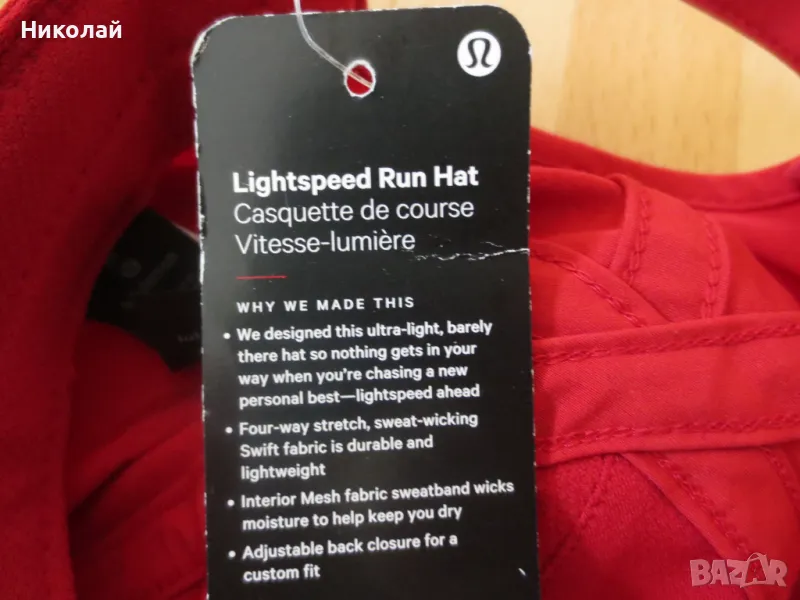 Николай
Lightspeed Run Hat
Casquette de course
Vitesse-lumière
WHY WE MADE THIS
• We designed this ultra-light, barely
there hat so nothing gets in your
way when you're chasing a new
personal best—lightspeed ahead
• Four-way stretch, sweat-wicking
Swift fabric is durable and
lightweight
• Interior Mesh fabric sweatband wicks
moisture to help keep you dry
• Adjustable back closure for a
custom fit
BAZAR